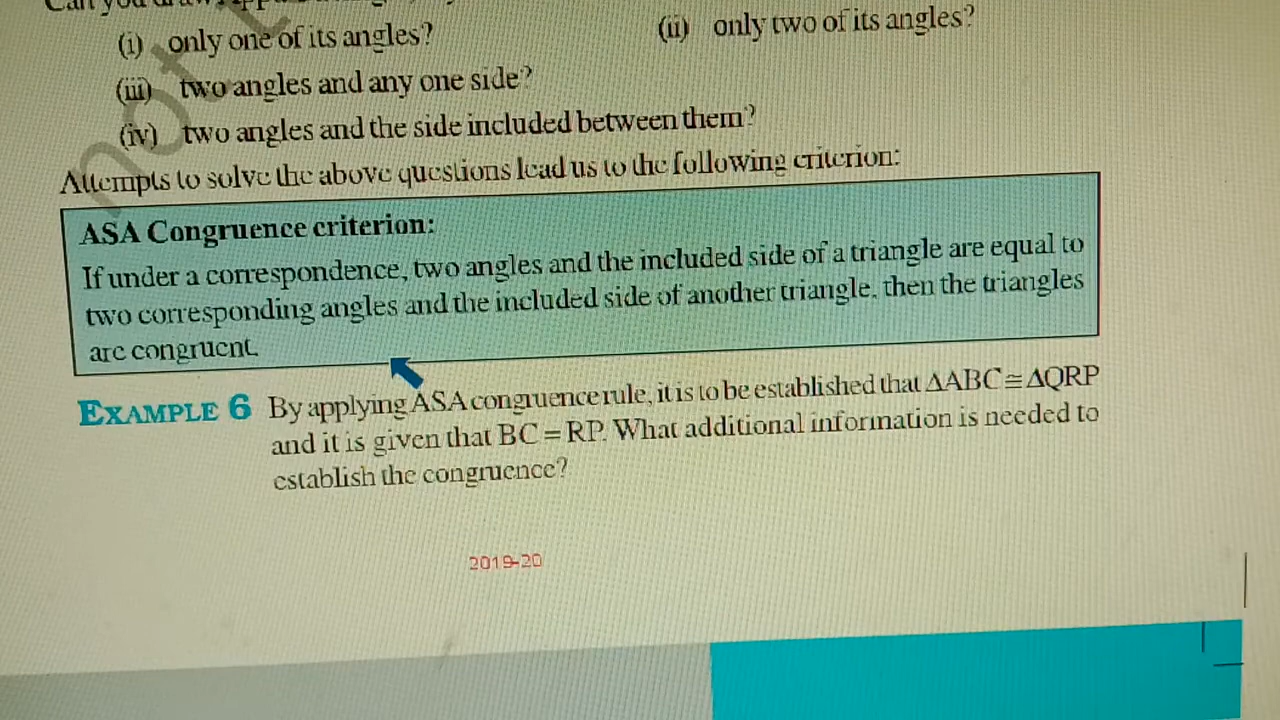 Can you draw
(i) only one of its angles?
(ii) only two of its angles?
(iii) two angles and any one side?
(iv) two angles and the side included between them?
Attempts to solve the above questions lead us to the following criterion:
ASA Congruence criterion:
If under a correspondence, two angles and the included side of a triangle are equal to
two corresponding angles and the included side of another triangle, then the triangles
are congruent.
EXAMPLE 6 By applying ASA congruence rule, it is to be established that ΔABC ≅ ΔQRP
and it is given that BC = RP. What additional information is needed to
establish the congruence?
2019-20
not